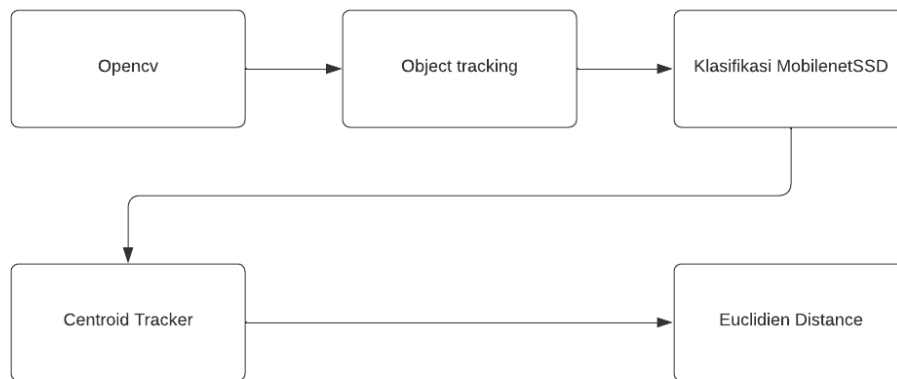 Opencv
Object tracking
Klasifikasi MobilenetSSD
Centroid Tracker
Euclidien Distance